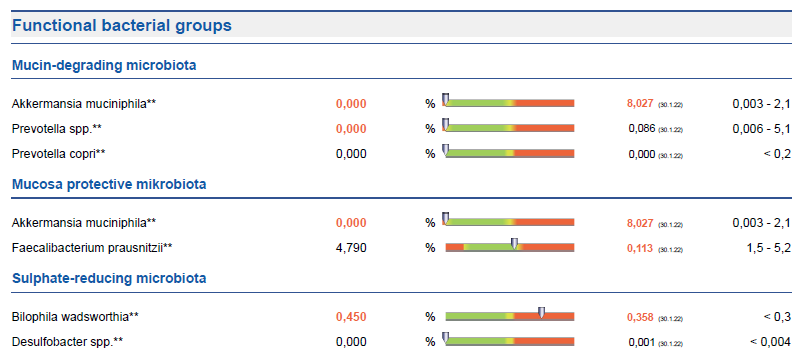 Functional bacterial groups
Mucin-degrading microbiota
Akkermansia muciniphila** 0,000 % 8,027 (30.1.22) 0,003 - 2,1
Prevotella spp.** 0,000 % 0,086 (30.1.22) 0,006 - 5,1
Prevotella copri** 0,000 % 0,000 (30.1.22) < 0,2
Mucosa protective mikrobiota
Akkermansia muciniphila** 0,000 % 8,027 (30.1.22) 0,003 - 2,1
Faecalibacterium prausnitzii** 4,790 % 0,113 (30.1.22) 1,5 - 5,2
Sulphate-reducing microbiota
Bilophila wadsworthia** 0,450 % 0,358 (30.1.22) < 0,3
Desulfobacter spp.** 0,000 % 0,001 (30.1.22) < 0,004